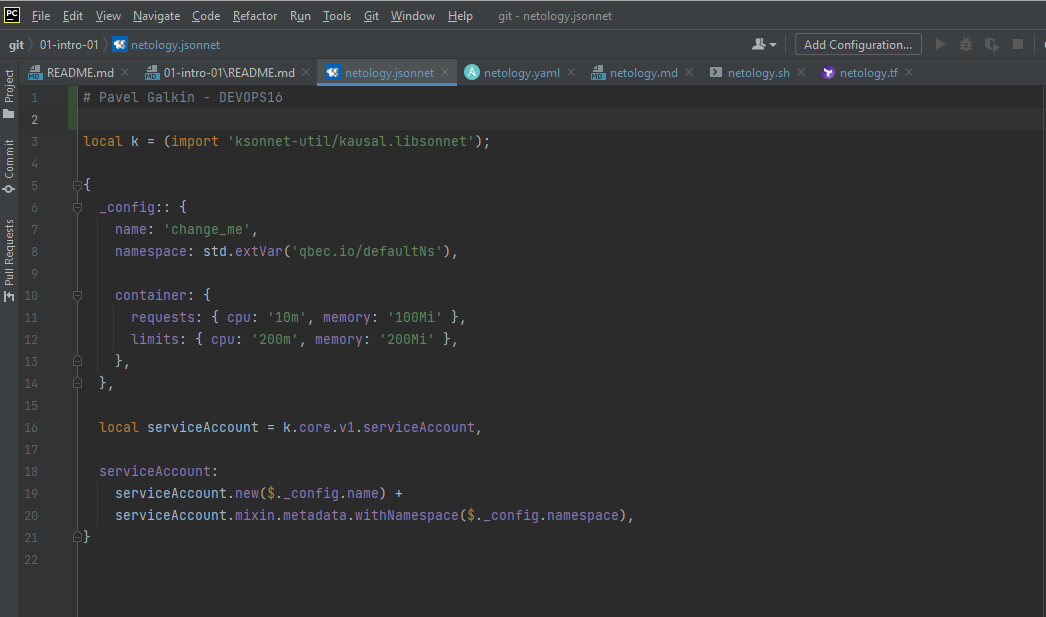 PC File Edit View Navigate Code Refactor Run Tools Git Window Help git - netology.jsonnet
git 01-intro-01 netology.jsonnet Add Configuration...
README.md 01-intro-01\README.md netology.jsonnet netology.yaml netology.md netology.sh netology.tf
Project
Commit
Pull Requests
1 # Pavel Galkin - DEVOPS16
2
3 local k = (import 'ksonnet-util/kausal.libsonnet');
4
5 {
6 _config:: {
7 name: 'change_me',
8 namespace: std.extVar('qbec.io/defaultNs'),
9
10 container: {
11 requests: { cpu: '10m', memory: '100Mi' },
12 limits: { cpu: '200m', memory: '200Mi' },
13 },
14 },
15
16 local serviceAccount = k.core.v1.serviceAccount,
17
18 serviceAccount:
19 serviceAccount.new($._config.name) +
20 serviceAccount.mixin.metadata.withNamespace($._config.namespace),
21 }
22